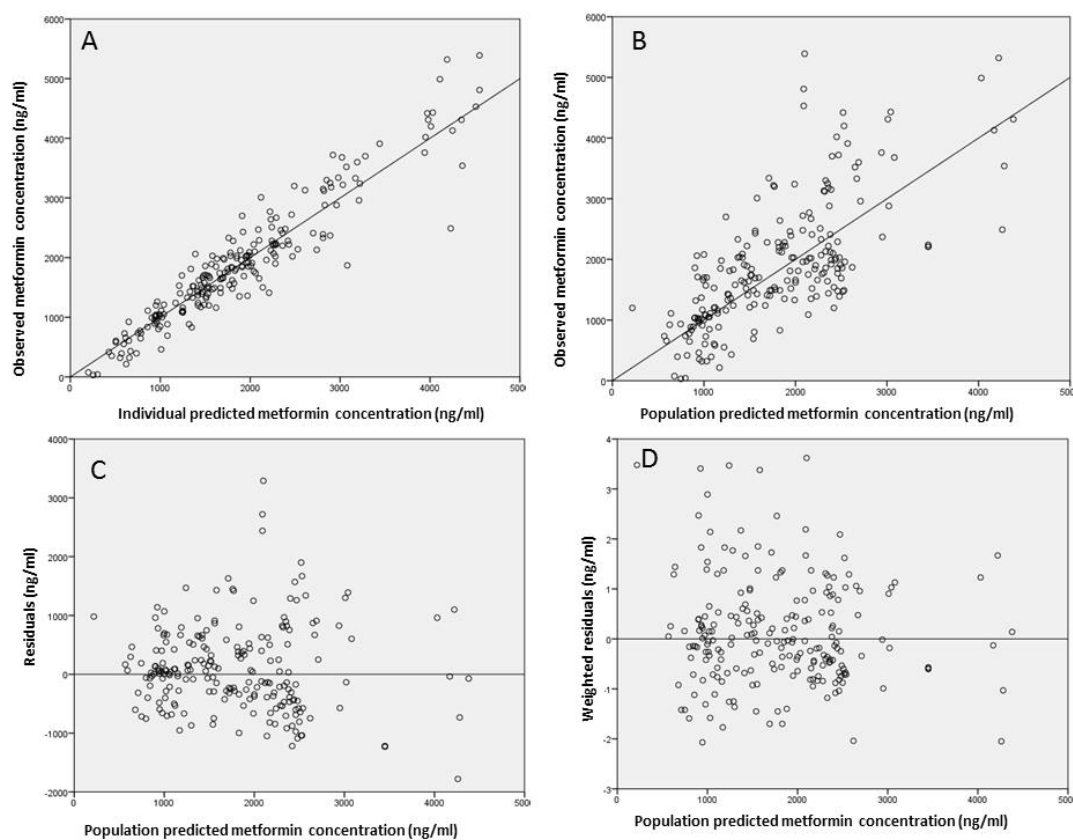 A
Observed metformin concentration (ng/ml)
6000
5000
4000
3000
2000
1000
0
0 1000 2000 3000 4000 500
Individual predicted metformin concentration (ng/ml)
B
Observed metformin concentration (ng/ml)
6000
5000
4000
3000
2000
1000
0
0 1000 2000 3000 4000 500
Population predicted metformin concentration (ng/ml)
C
Residuals (ng/ml)
4000
3000
2000
1000
0
-1000
-2000
0 1000 2000 3000 4000 500
Population predicted metformin concentration (ng/ml)
D
Weighted residuals (ng/ml)
4
3
2
1
0
-1
-2
-3
0 1000 2000 3000 4000 500
Population predicted metformin concentration (ng/ml)